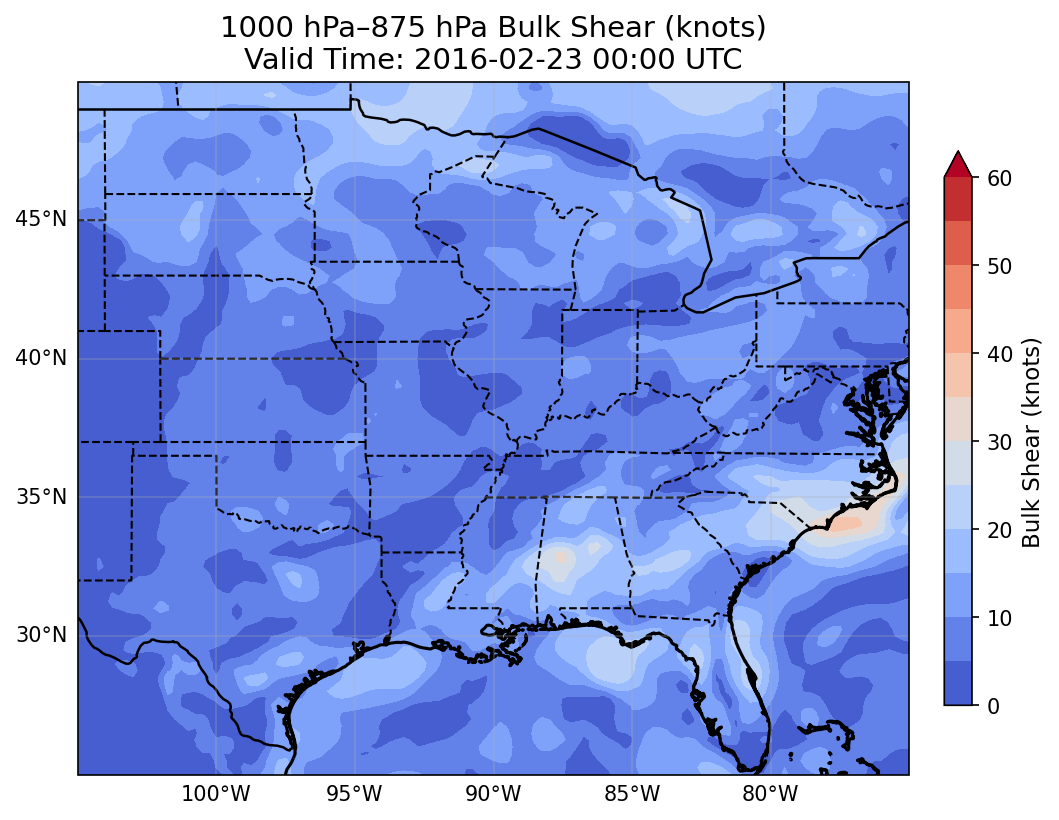 1000 hPa–875 hPa Bulk Shear (knots)
Valid Time: 2016-02-23 00:00 UTC
45°N
40°N
35°N
30°N
100°W
95°W
90°W
85°W
80°W
60
50
40
30
20
10
0
Bulk Shear (knots)